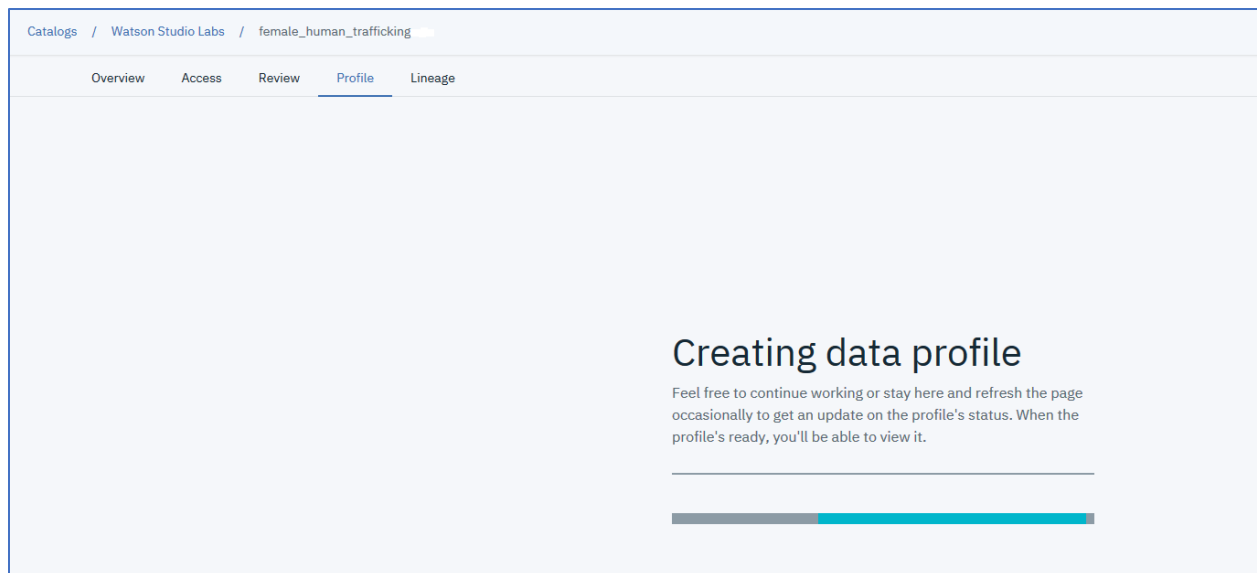 Catalogs / Watson Studio Labs / female_human_trafficking
Overview Access Review Profile Lineage
Creating data profile
Feel free to continue working or stay here and refresh the page
occasionally to get an update on the profile's status. When the
profile's ready, you'll be able to view it.